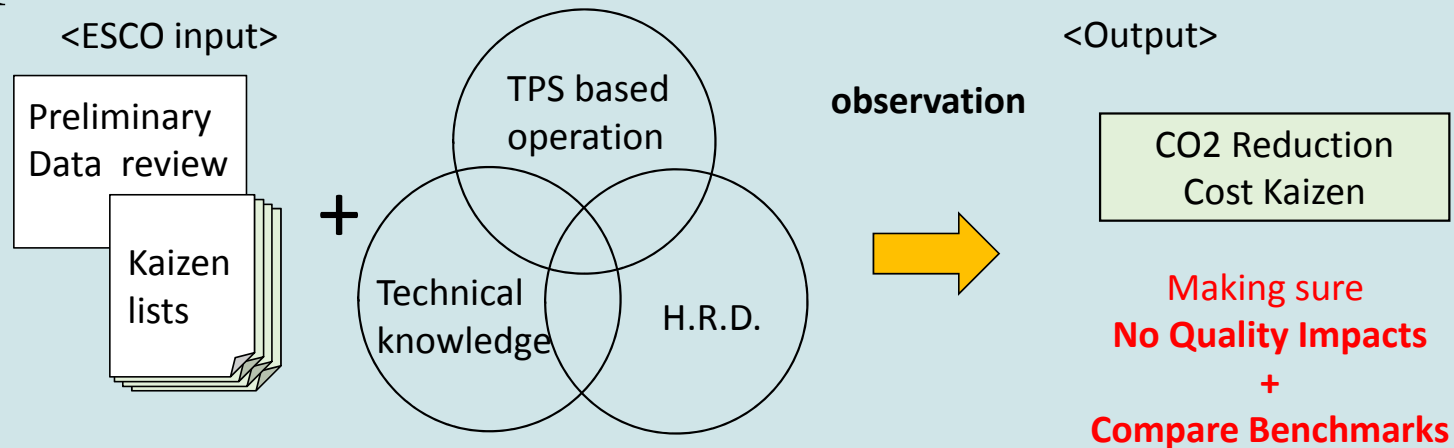 <ESCO input>
Preliminary
Data review
Kaizen
lists
+
TPS based
operation
Technical
knowledge
H.R.D.
observation
<Output>
CO2 Reduction
Cost Kaizen
Making sure
No Quality Impacts
+
Compare Benchmarks